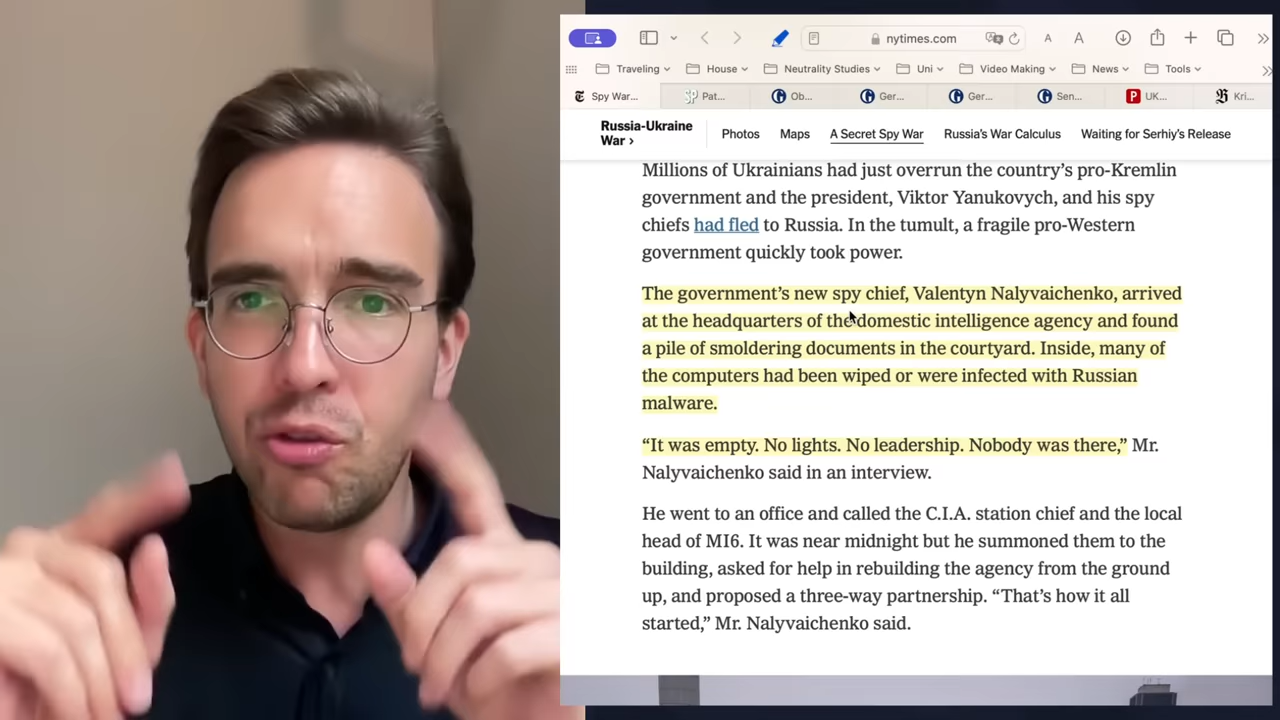 nytimes.com
A A
Traveling House Neutrality Studies Uni Video Making News Tools
Spy War... Pat... Ob... Ger... Ger... Sen... UK... Kri...
Russia-Ukraine
War ›
Photos Maps A Secret Spy War Russia's War Calculus Waiting for Serhiy's Release
Millions of Ukrainians had just overrun the country's pro-Kremlin
government and the president, Viktor Yanukovych, and his spy
chiefs had fled to Russia. In the tumult, a fragile pro-Western
government quickly took power.
The government's new spy chief, Valentyn Nalyvaichenko, arrived
at the headquarters of the domestic intelligence agency and found
a pile of smoldering documents in the courtyard. Inside, many of
the computers had been wiped or were infected with Russian
malware.
“It was empty. No lights. No leadership. Nobody was there,” Mr.
Nalyvaichenko said in an interview.
He went to an office and called the C.I.A. station chief and the local
head of MI6. It was near midnight but he summoned them to the
building, asked for help in rebuilding the agency from the ground
up, and proposed a three-way partnership. “That's how it all
started,” Mr. Nalyvaichenko said.